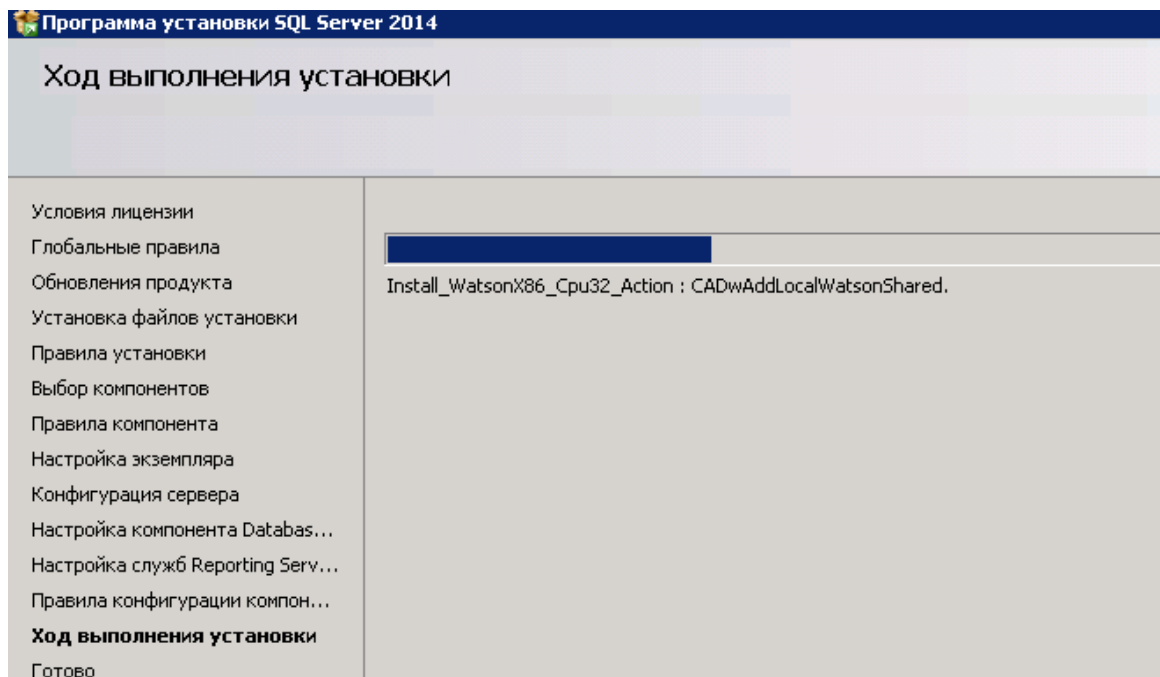 Программа установки SQL Server 2014
Ход выполнения установки
Условия лицензии
Глобальные правила
Обновления продукта
Установка файлов установки
Правила установки
Выбор компонентов
Правила компонента
Настройка экземпляра
Конфигурация сервера
Настройка компонента Databas...
Настройка служб Reporting Serv...
Правила конфигурации компон...
Ход выполнения установки
Готово
Install_WatsonX86_Cpu32_Action : CADwAddLocalWatsonShared.